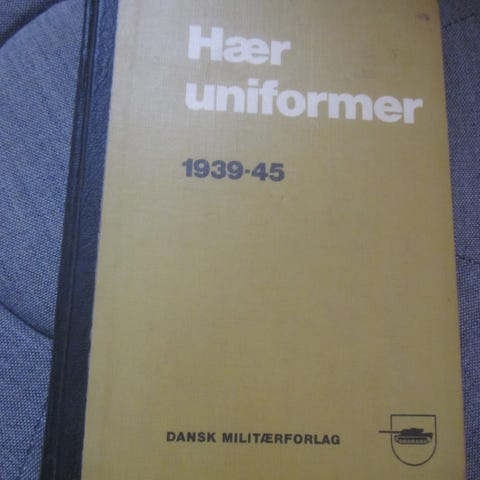 Hær
uniformer
1939-45
DANSK MILITÆRFORLAG